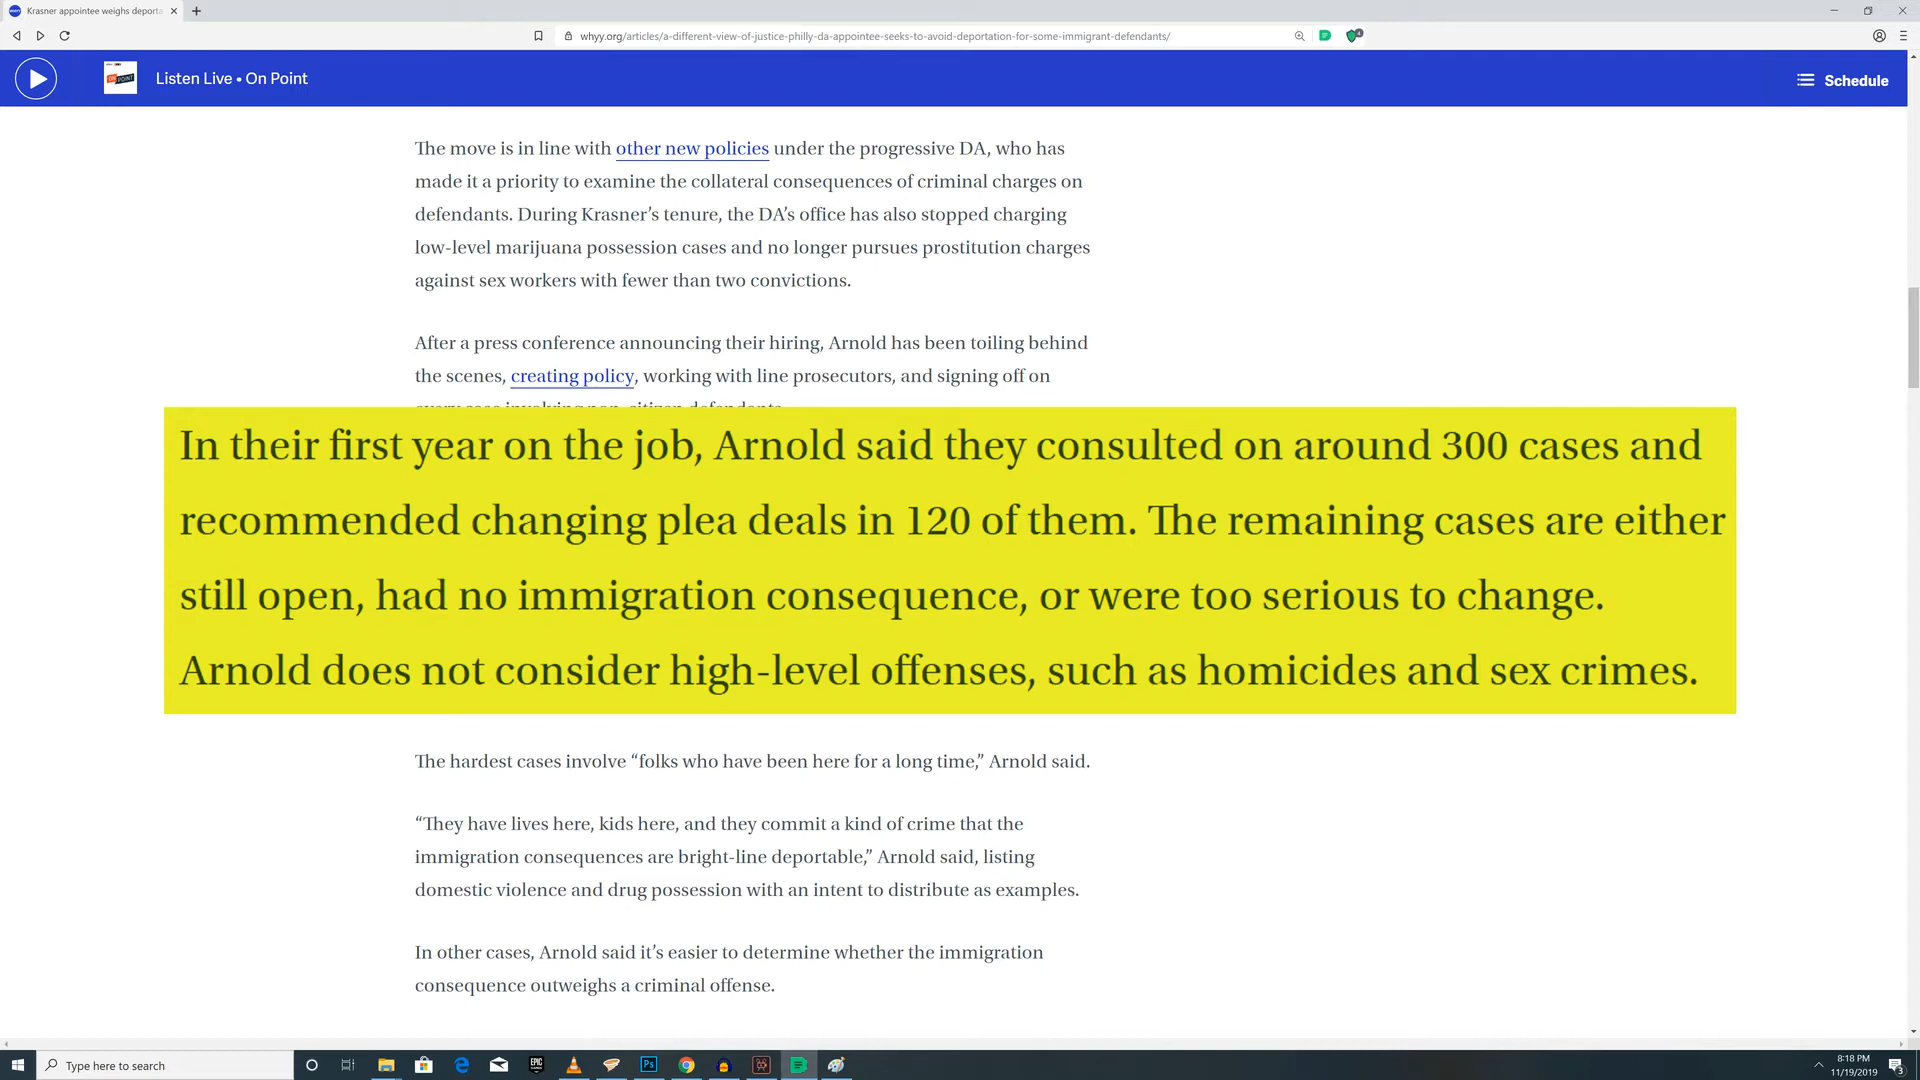 Krasner appointee weighs deporta
whyy.org/articles/a-different-view-of-justice-philly-da-appointee-seeks-to-avoid-deportation-for-some-immigrant-defendants/
ON POINT
Listen Live • On Point
Schedule
The move is in line with other new policies under the progressive DA, who has
made it a priority to examine the collateral consequences of criminal charges on
defendants. During Krasner’s tenure, the DA’s office has also stopped charging
low-level marijuana possession cases and no longer pursues prostitution charges
against sex workers with fewer than two convictions.
After a press conference announcing their hiring, Arnold has been toiling behind
the scenes, creating policy, working with line prosecutors, and signing off on
every case involving non-citizen defendants.
In their first year on the job, Arnold said they consulted on around 300 cases and
recommended changing plea deals in 120 of them. The remaining cases are either
still open, had no immigration consequence, or were too serious to change.
Arnold does not consider high-level offenses, such as homicides and sex crimes.
The hardest cases involve “folks who have been here for a long time,” Arnold said.
“They have lives here, kids here, and they commit a kind of crime that the
immigration consequences are bright-line deportable,” Arnold said, listing
domestic violence and drug possession with an intent to distribute as examples.
In other cases, Arnold said it’s easier to determine whether the immigration
consequence outweighs a criminal offense.
Type here to search
EPIC
Ps
8:18 PM
11/19/2019
3